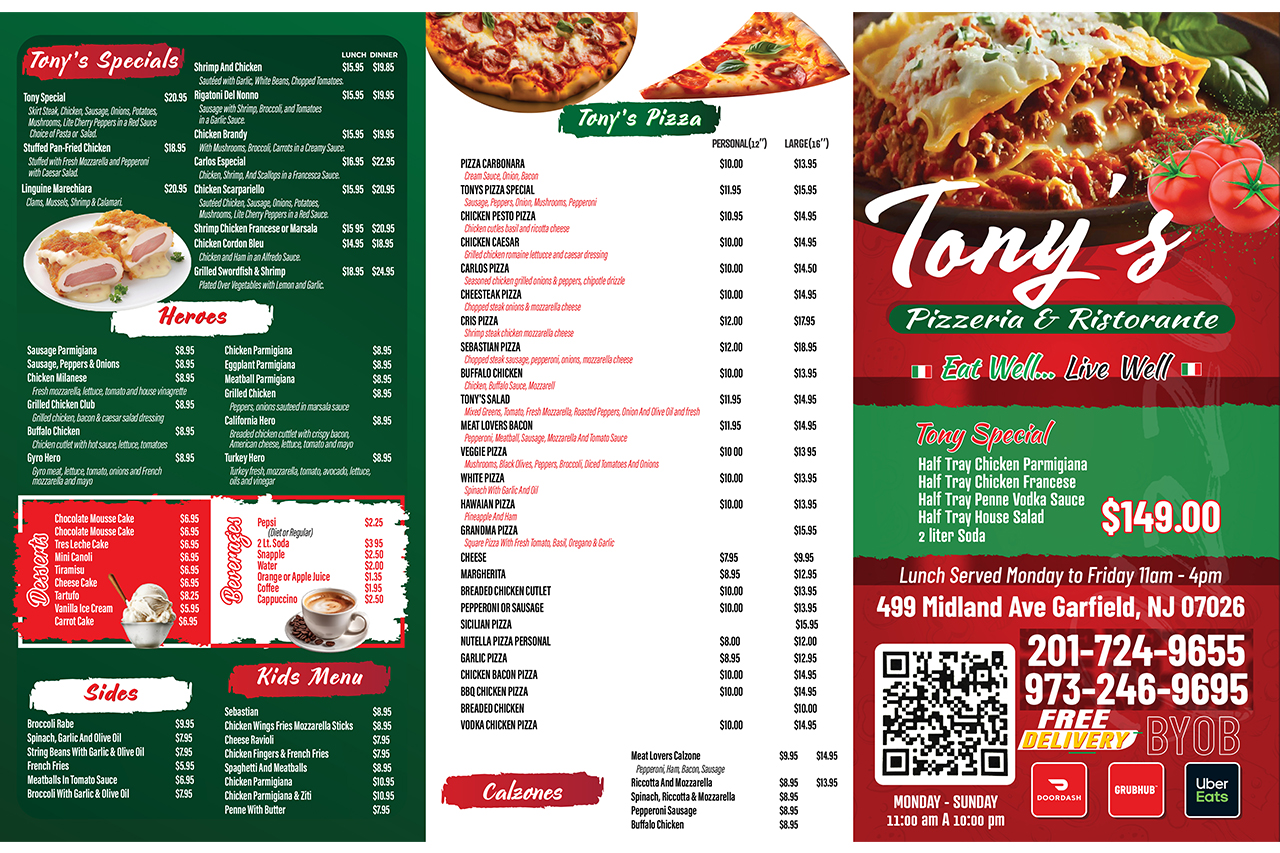 Tony's Specials
Tony Special $20.95
Skirt Steak, Chicken, Sausage, Onions, Potatoes,
Mushrooms, Lite Cherry Peppers in a Red Sauce
Choice of Pasta or Salad.
Stuffed Pan-Fried Chicken $18.95
Stuffed with Fresh Mozzarella and Pepperoni
with Caesar Salad.
Linguine Marechiara $20.95
Clams, Mussels, Shrimp & Calamari.
LUNCH DINNER
Shrimp And Chicken $15.95 $19.85
Sautéed with Garlic, White Beans, Chopped Tomatoes.
Rigatoni Del Nonno $15.95 $19.95
Sausage with Shrimp, Broccoli, and Tomatoes
in a Garlic Sauce.
Chicken Brandy $15.95 $19.95
With Mushrooms, Broccoli, Carrots in a Creamy Sauce.
Carlos Especial $16.95 $22.95
Chicken, Shrimp, And Scallops in a Francesca Sauce.
Chicken Scarpariello $15.95 $20.95
Sautéed Chicken, Sausage, Onions, Potatoes,
Mushrooms, Lite Cherry Peppers in a Red Sauce.
Shrimp Chicken Francese or Marsala $15 95 $20.95
Chicken Cordon Bleu $14.95 $18.95
Chicken and Ham in an Alfredo Sauce.
Grilled Swordfish & Shrimp $18.95 $24.95
Plated Over Vegetables with Lemon and Garlic.
Heroes
Sausage Parmigiana $8.95
Sausage, Peppers & Onions $8.95
Chicken Milanese $8.95
Fresh mozzarella, lettuce, tomato and house vinagrette
Grilled Chicken Club $8.95
Grilled chicken, bacon & caesar salad dressing
Buffalo Chicken $8.95
Chicken cutlet with hot sauce, lettuce, tomatoes
Gyro Hero $8.95
Gyro meat, lettuce, tomato, onions and French
mozzarella and mayo
Chicken Parmigiana $8.95
Eggplant Parmigiana $8.95
Meatball Parmigiana $8.95
Grilled Chicken $8.95
Peppers, onions sauteed in marsala sauce
California Hero $8.95
Breaded chicken cuttlet with crispy bacon,
American cheese, lettuce, tomato and mayo
Turkey Hero $8.95
Turkey fresh, mozzarella, tomato, avocado, lettuce,
oils and vinegar
Desserts
Chocolate Mousse Cake $6.95
Chocolate Mousse Cake $6.95
Tres Leche Cake $6.95
Mini Canoli $6.95
Tiramisu $6.95
Cheese Cake $6.95
Tartufo $8.25
Vanilla Ice Cream $5.95
Carrot Cake $6.95
Beverages
Pepsi $2.25
(Diet or Regular)
2 Lt. Soda $3 95
Snapple $2.50
Water $2.00
Orange or Apple Juice $1.35
Coffee $1.95
Cappuccino $2.50
Sides
Broccoli Rabe $9.95
Spinach, Garlic And Olive Oil $7.95
String Beans With Garlic & Olive Oil $7.95
French Fries $5.95
Meatballs In Tomato Sauce $6.95
Broccoli With Garlic & Olive Oil $7.95
Kids Menu
Sebastian $8.95
Chicken Wings Fries Mozzarella Sticks $8.95
Cheese Ravioli $7.95
Chicken Fingers & French Fries $7.95
Spaghetti And Meatballs $8.95
Chicken Parmigiana $10.95
Chicken Parmigiana & Ziti $10.95
Penne With Butter $7.95
Tony's Pizza
PERSONAL(12") LARGE(16")
PIZZA CARBONARA $10.00 $13.95
Cream Sauce, Onion, Bacon
TONYS PIZZA SPECIAL $11.95 $15.95
Sausage, Peppers, Onion, Mushrooms, Pepperoni
CHICKEN PESTO PIZZA $10.95 $14.95
Chicken cutles basil and ricotta cheese
CHICKEN CAESAR $10.00 $14.95
Grilled chicken romaine lettucce and caesar dressing
CARLOS PIZZA $10.00 $14.50
Seasoned chicken grilled onions & peppers, chipotle drizzle
CHEESTEAK PIZZA $10.00 $14.95
Chopped steak onions & mozzarella cheese
CRIS PIZZA $12.00 $17.95
Shrimp steak chicken mozzarella cheese
SEBASTIAN PIZZA $12.00 $18.95
Chopped steak sausage, pepperoni, onions, mozzarella cheese
BUFFALO CHICKEN $10.00 $13.95
Chicken, Buffalo Sauce, Mozzarell
TONY'S SALAD $11.95 $14.95
Mixed Greens, Tomato, Fresh Mozzarella, Roasted Peppers, Onion And Olive Oil and fresh
MEAT LOVERS BACON $11.95 $14.95
Pepperoni, Meatball, Sausage, Mozzarella And Tomato Sauce
VEGGIE PIZZA $10 00 $13 95
Mushrooms, Black Olives, Peppers, Broccoli, Diced Tomatoes And Onions
WHITE PIZZA $10.00 $13.95
Spinach With Garlic And Oil
HAWAIAN PIZZA $10.00 $13.95
Pineapple And Ham
GRANOMA PIZZA $15.95
Square Pizza With Fresh Tomato, Basil, Oregano & Garlic
CHEESE $7.95 $9.95
MARGHERITA $8.95 $12.95
BREADED CHICKEN CUTLET $10.00 $13.95
PEPPERONI OR SAUSAGE $10.00 $13.95
SICILIAN PIZZA $15.95
NUTELLA PIZZA PERSONAL $8.00 $12.00
GARLIC PIZZA $8.95 $12.95
CHICKEN BACON PIZZA $10.00 $14.95
BBQ CHICKEN PIZZA $10.00 $14.95
BREADED CHICKEN $10.00
VODKA CHICKEN PIZZA $10.00 $14.95
Calzones
Meat Lovers Calzone $9.95 $14.95
Pepperoni, Ham, Bacon, Sausage
Riccotta And Mozzarella $8.95 $13.95
Spinach, Riccotta & Mozzarella $8.95
Pepperoni Sausage $8.95
Buffalo Chicken $8.95
Tony's
Pizzeria & Ristorante
Eat Well... Live Well
Tony Special
Half Tray Chicken Parmigiana
Half Tray Chicken Francese
Half Tray Penne Vodka Sauce
Half Tray House Salad
2 liter Soda
$149.00
Lunch Served Monday to Friday 11am - 4pm
499 Midland Ave Garfield, NJ 07026
201-724-9655
973-246-9695
FREE
DELIVERY
BYOB
MONDAY - SUNDAY
11:00 am A 10:00 pm
DOORDASH
GRUBHUB
Uber
Eats